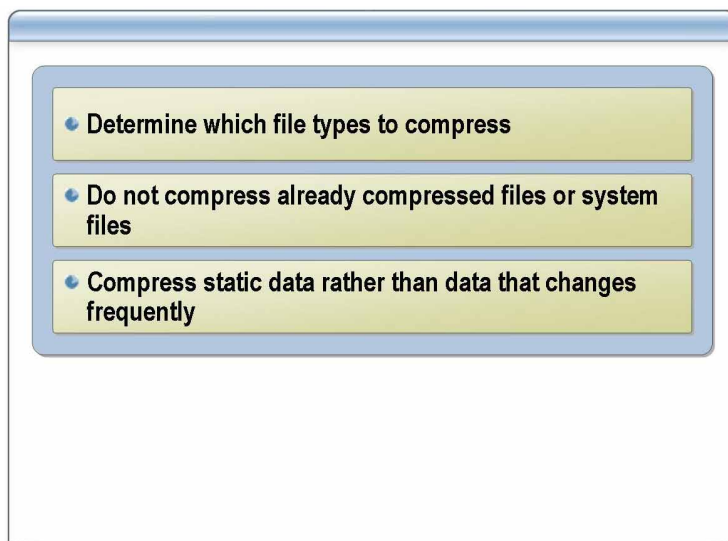 Determine which file types to compress
Do not compress already compressed files or system
files
Compress static data rather than data that changes
frequently